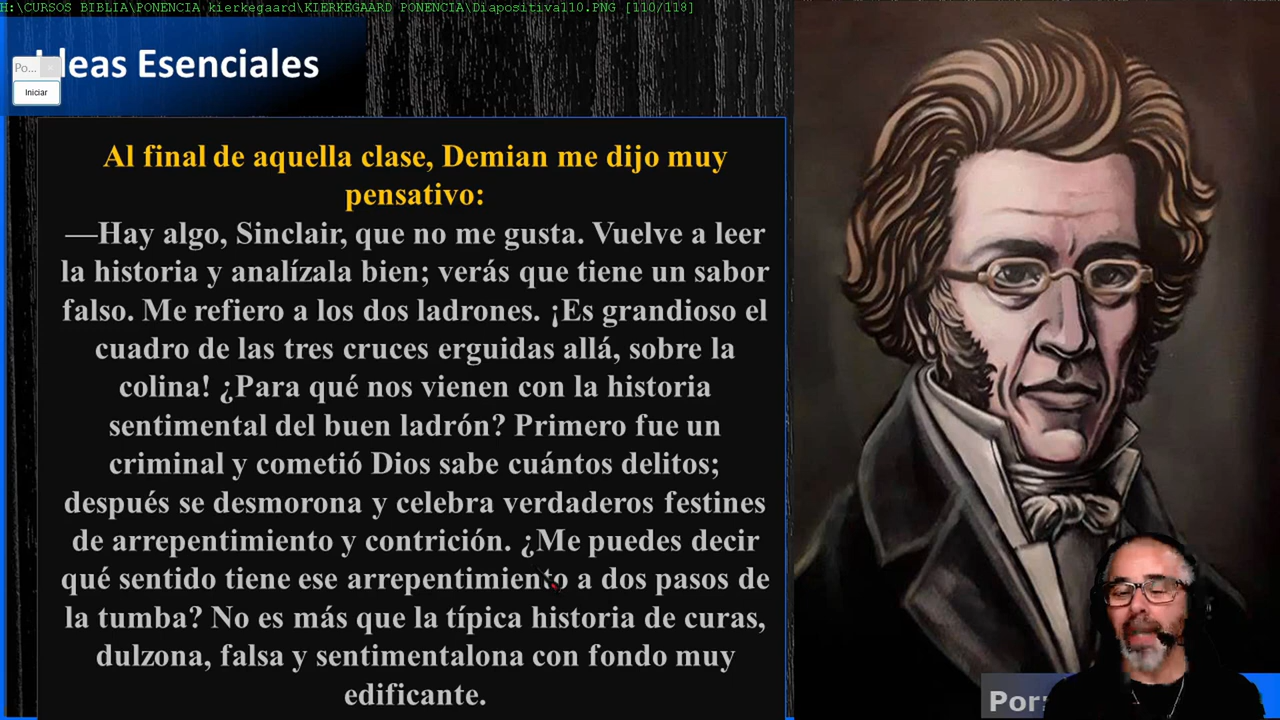 H:\CURSOS BIBLIA\PONENCIA kierkegaard\KIERKEGAARD PONENCIA\Diapositiva110.PNG [110/118]
Ideas Esenciales
Po...
Iniciar
Al final de aquella clase, Demian me dijo muy
pensativo:
—Hay algo, Sinclair, que no me gusta. Vuelve a leer
la historia y analízala bien; verás que tiene un sabor
falso. Me refiero a los dos ladrones. ¡Es grandioso el
cuadro de las tres cruces erguidas allá, sobre la
colina! ¿Para qué nos vienen con la historia
sentimental del buen ladrón? Primero fue un
criminal y cometió Dios sabe cuántos delitos;
después se desmorona y celebra verdaderos festines
de arrepentimiento y contrición. ¿Me puedes decir
qué sentido tiene ese arrepentimiento a dos pasos de
la tumba? No es más que la típica historia de curas,
dulzona, falsa y sentimentalona con fondo muy
edificante.
Por: